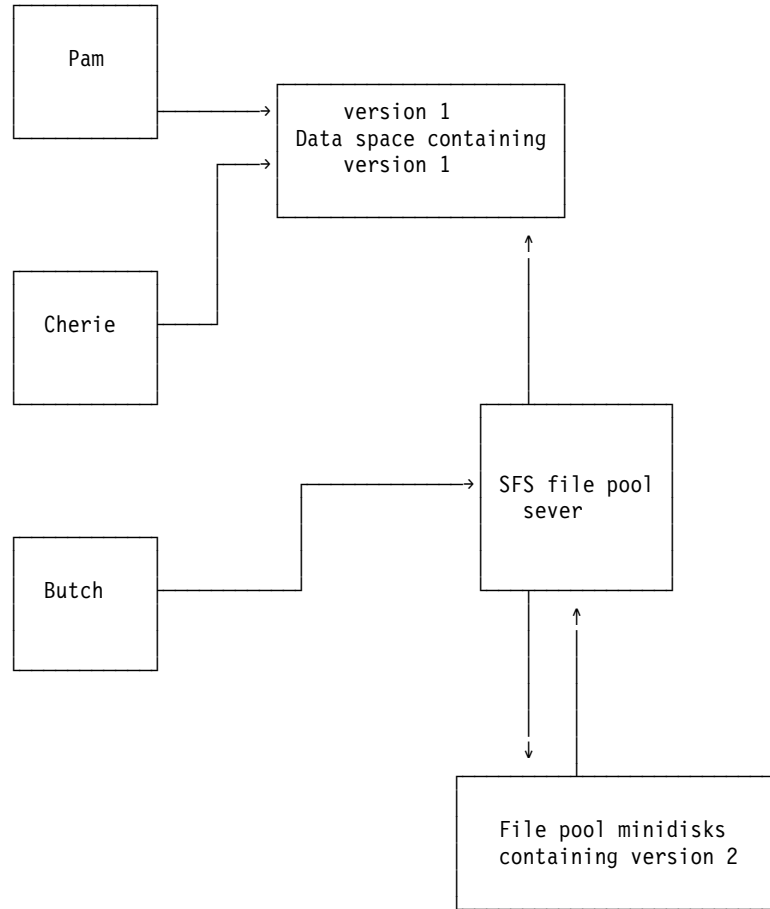 Pam
version 1
Data space containing
version 1
Cherie
SFS file pool
sever
Butch
File pool minidisks
containing version 2